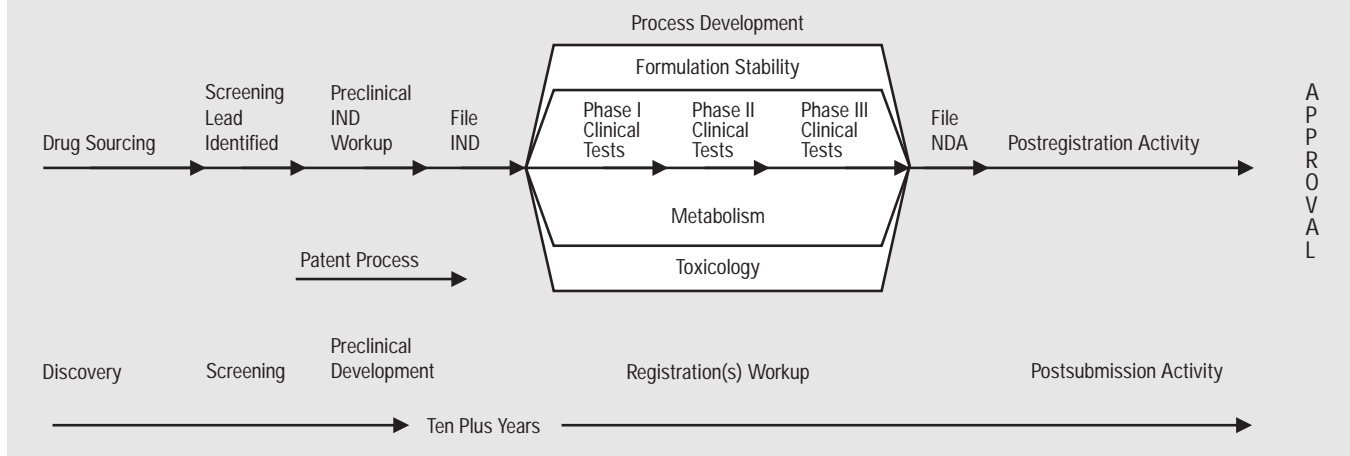 Process Development
Formulation Stability
Drug Sourcing
Screening
Lead
Identified
Preclinical
IND
Workup
File
IND
Phase I
Clinical
Tests
Phase II
Clinical
Tests
Phase III
Clinical
Tests
File
NDA
Postregistration Activity
A
P
P
R
O
V
A
L
Metabolism
Toxicology
Patent Process
Discovery
Screening
Preclinical
Development
Registration(s) Workup
Postsubmission Activity
Ten Plus Years